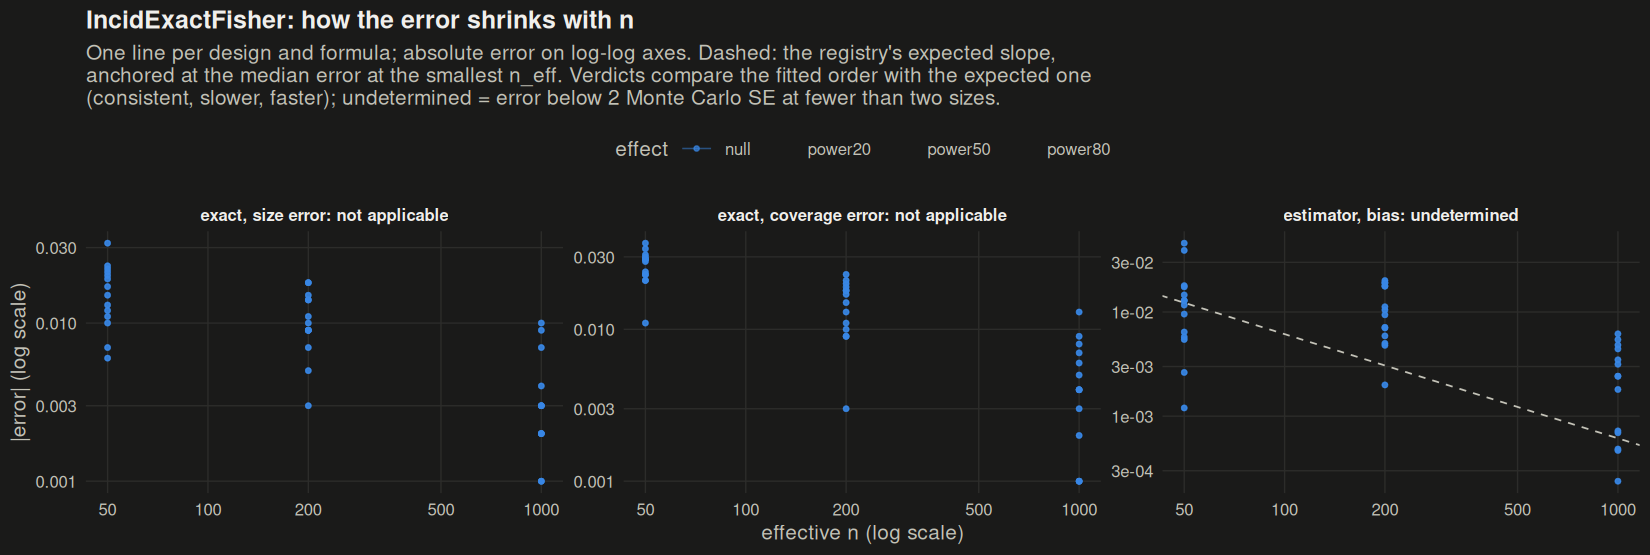 IncidExactFisher: how the error shrinks with n
One line per design and formula; absolute error on log-log axes. Dashed: the registry's expected slope,
anchored at the median error at the smallest n_eff. Verdicts compare the fitted order with the expected one
(consistent, slower, faster); undetermined = error below 2 Monte Carlo SE at fewer than two sizes.
effect null power20 power50 power80
exact, size error: not applicable
exact, coverage error: not applicable
estimator, bias: undetermined
|error| (log scale)
0.030
0.010
0.003
0.001
50 100 200 500 1000
0.030
0.010
0.003
0.001
50 100 200 500 1000
3e-02
1e-02
3e-03
1e-03
3e-04
50 100 200 500 1000
effective n (log scale)